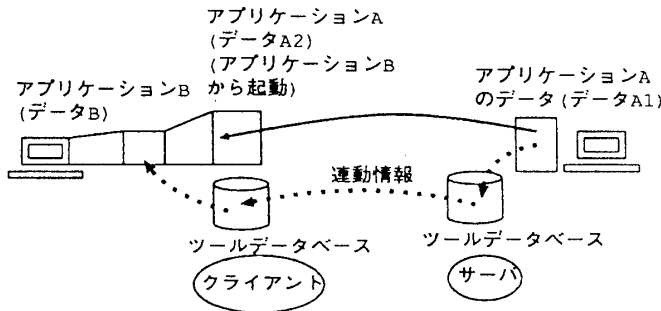 アプリケーションA
(データA2)
(アプリケーションB
から起動)
アプリケーションB
(データB)
アプリケーションA
のデータ(データA1)
連動情報
ツールデータベース
ツールデータベース
クライアント
サーバ